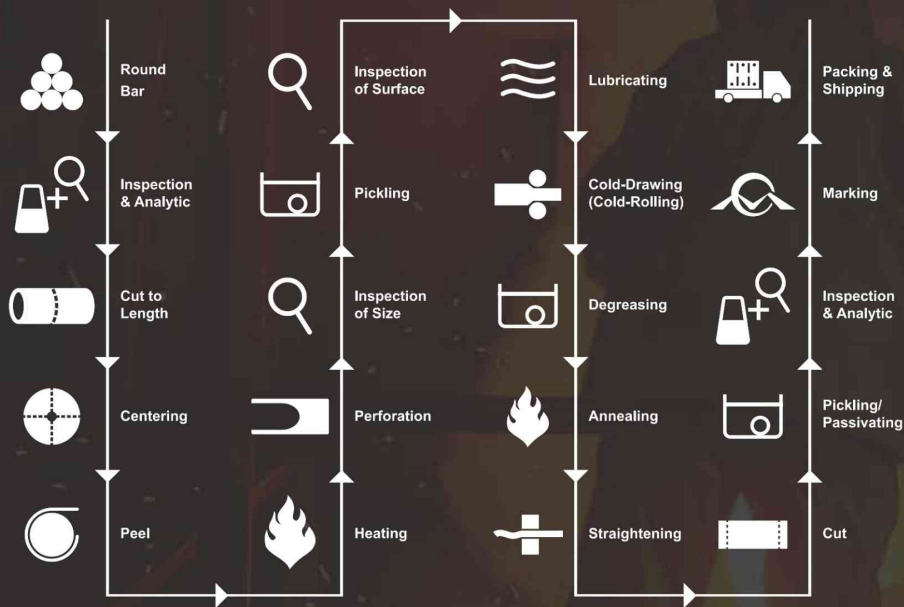 Round
Bar
Inspection
& Analytic
Cut to
Length
Centering
Peel
Heating
Perforation
Inspection
of Size
Pickling
Inspection
of Surface
Lubricating
Cold-Drawing
(Cold-Rolling)
Degreasing
Annealing
Straightening
Cut
Pickling/
Passivating
Inspection
& Analytic
Marking
Packing &
Shipping